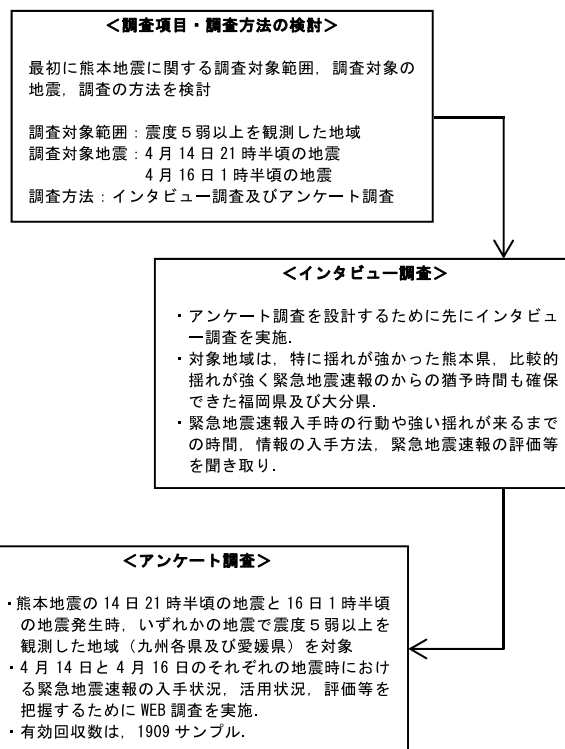 ＜調査項目・調査方法の検討＞
最初に熊本地震に関する調査対象範囲，調査対象の
地震，調査の方法を検討
調査対象範囲：震度５弱以上を観測した地域
調査対象地震：４月 14 日 21 時半頃の地震
４月 16 日１時半頃の地震
調査方法：インタビュー調査及びアンケート調査
＜インタビュー調査＞
・アンケート調査を設計するために先にインタビュ
ー調査を実施．
・対象地域は，特に揺れが強かった熊本県，比較的
揺れが強く緊急地震速報のからの猶予時間も確保
できた福岡県及び大分県．
・緊急地震速報入手時の行動や強い揺れが来るまで
の時間，情報の入手方法，緊急地震速報の評価等
を聞き取り．
＜アンケート調査＞
・熊本地震の 14 日 21 時半頃の地震と 16 日１時半頃
の地震発生時，いずれかの地震で震度５弱以上を
観測した地域（九州各県及び愛媛県）を対象
・４月 14 日と４月 16 日のそれぞれの地震時におけ
る緊急地震速報の入手状況，活用状況，評価等を
把握するために WEB 調査を実施．
・有効回収数は，1909 サンプル．